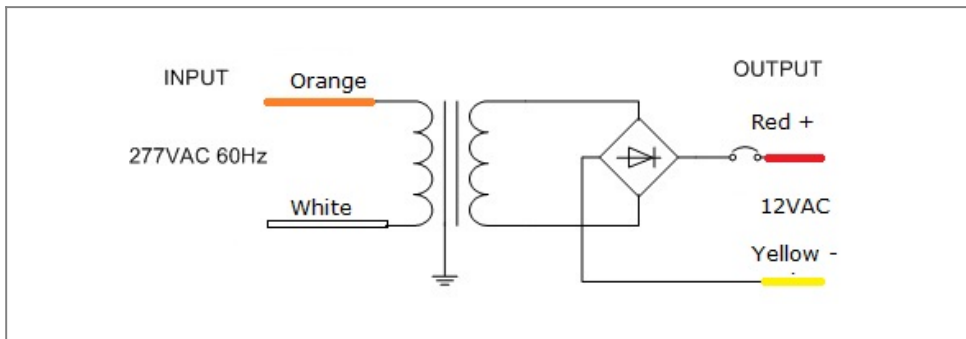 INPUT
Orange
277VAC 60Hz
White
OUTPUT
Red +
12VAC
Yellow -